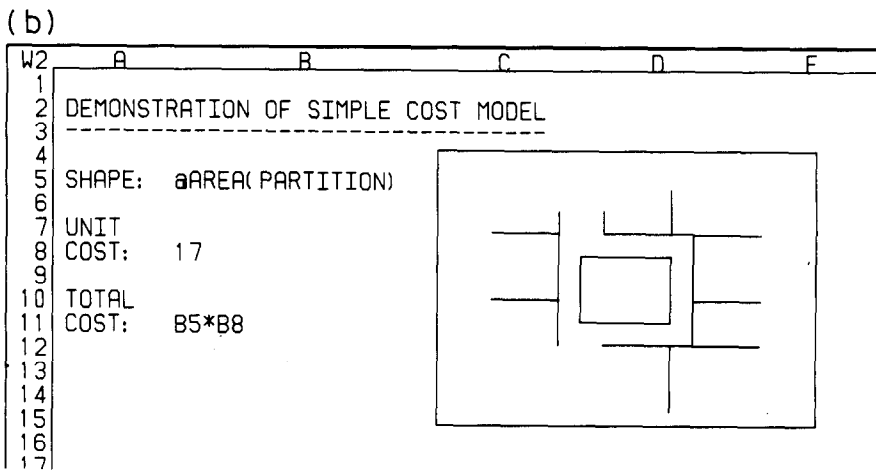 (b)
W2 A B C D E
1
2 DEMONSTRATION OF SIMPLE COST MODEL
3 ----------------------------------
4
5 SHAPE: @AREA(PARTITION)
6
7 UNIT
8 COST: 17
9
10 TOTAL
11 COST: B5*B8
12
13
14
15
16
17